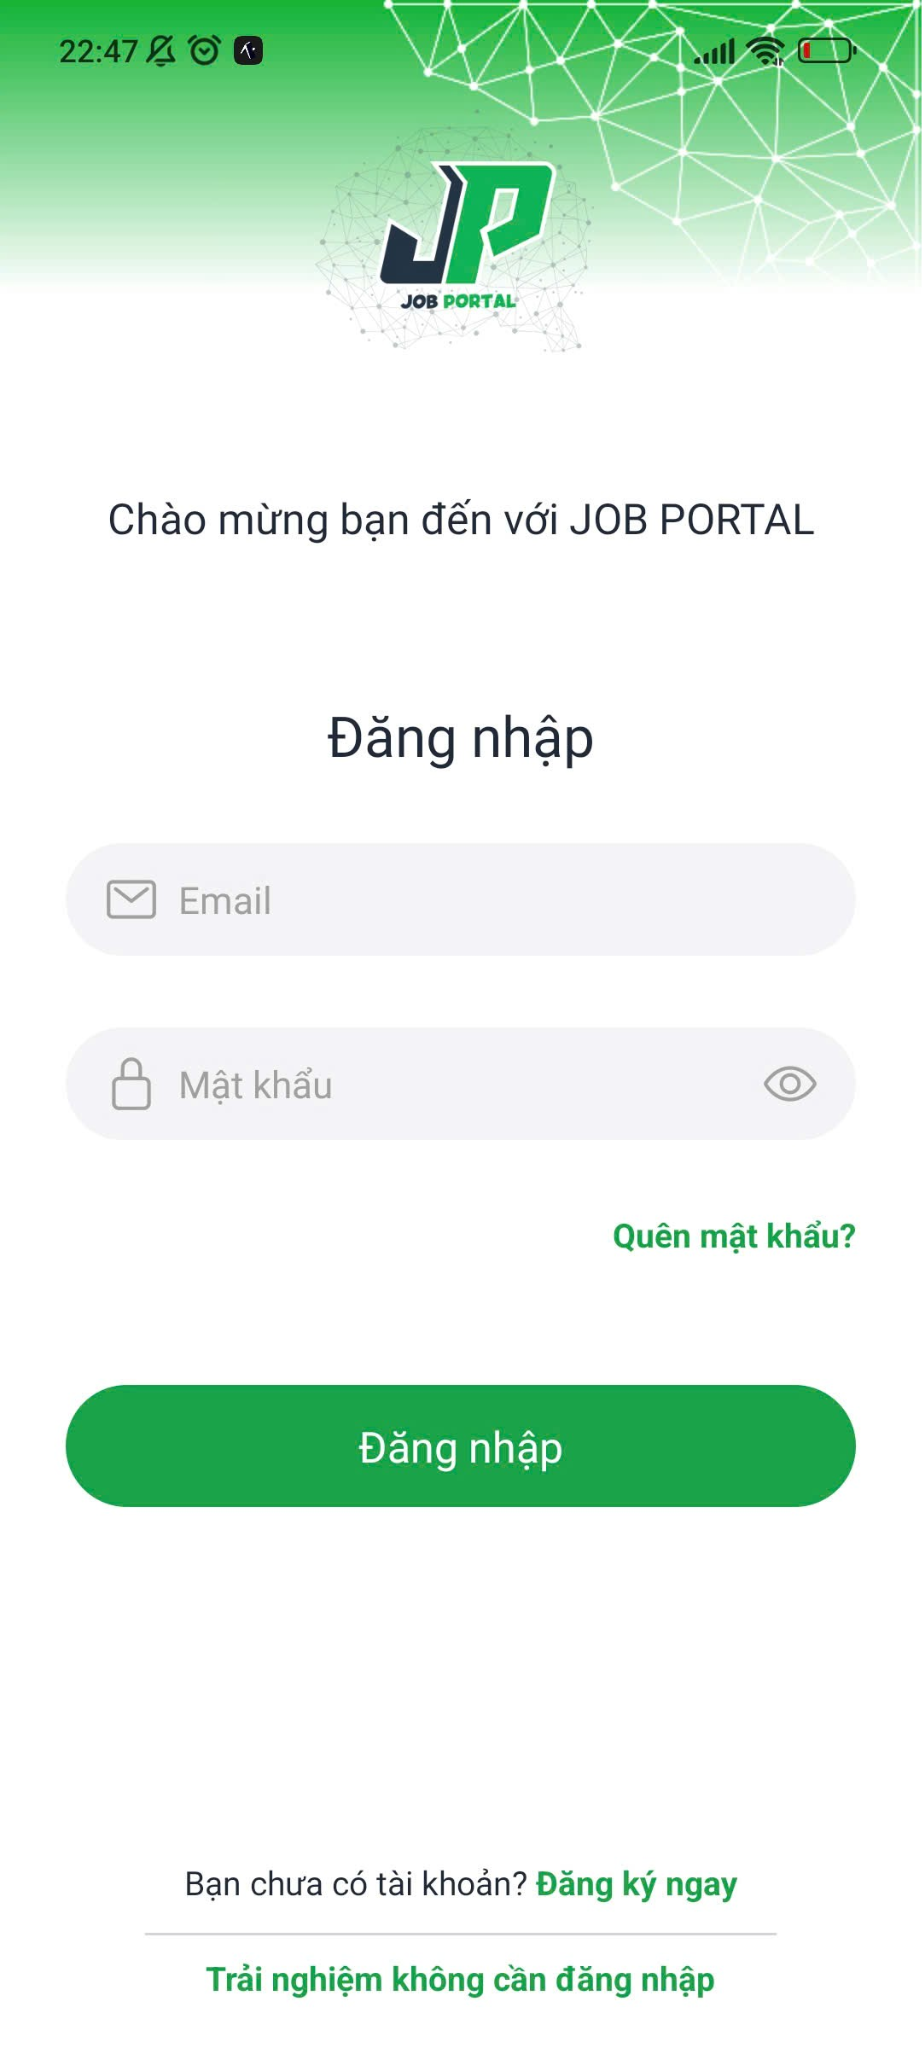 22:47
JOB PORTAL
Chào mừng bạn đến với JOB PORTAL
Đăng nhập
Email
Mật khẩu
Quên mật khẩu?
Đăng nhập
Bạn chưa có tài khoản? Đăng ký ngay
Trải nghiệm không cần đăng nhập